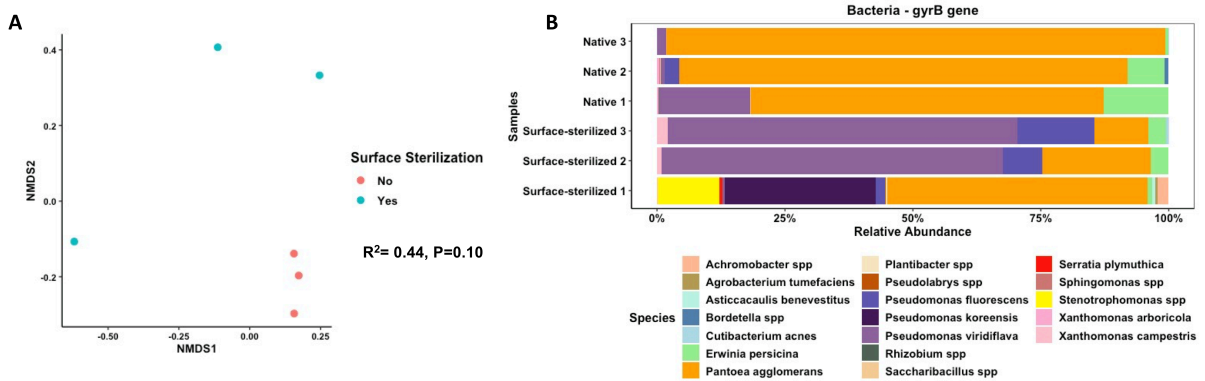 A
0.4
0.2
0.0
-0.2
NMDS2
-0.50
-0.25
0.00
0.25
NMDS1
Surface Sterilization
No
Yes
R2= 0.44, P=0.10
B
Bacteria - gyrB gene
Samples
Native 3
Native 2
Native 1
Surface-sterilized 3
Surface-sterilized 2
Surface-sterilized 1
0%
25%
50%
75%
100%
Relative Abundance
Species
Achromobacter spp
Agrobacterium tumefaciens
Asticcacaulis benevestitus
Bordetella spp
Cutibacterium acnes
Erwinia persicina
Pantoea agglomerans
Plantibacter spp
Pseudolabrys spp
Pseudomonas fluorescens
Pseudomonas koreensis
Pseudomonas viridiflava
Rhizobium spp
Saccharibacillus spp
Serratia plymuthica
Sphingomonas spp
Stenotrophomonas spp
Xanthomonas arboricola
Xanthomonas campestris